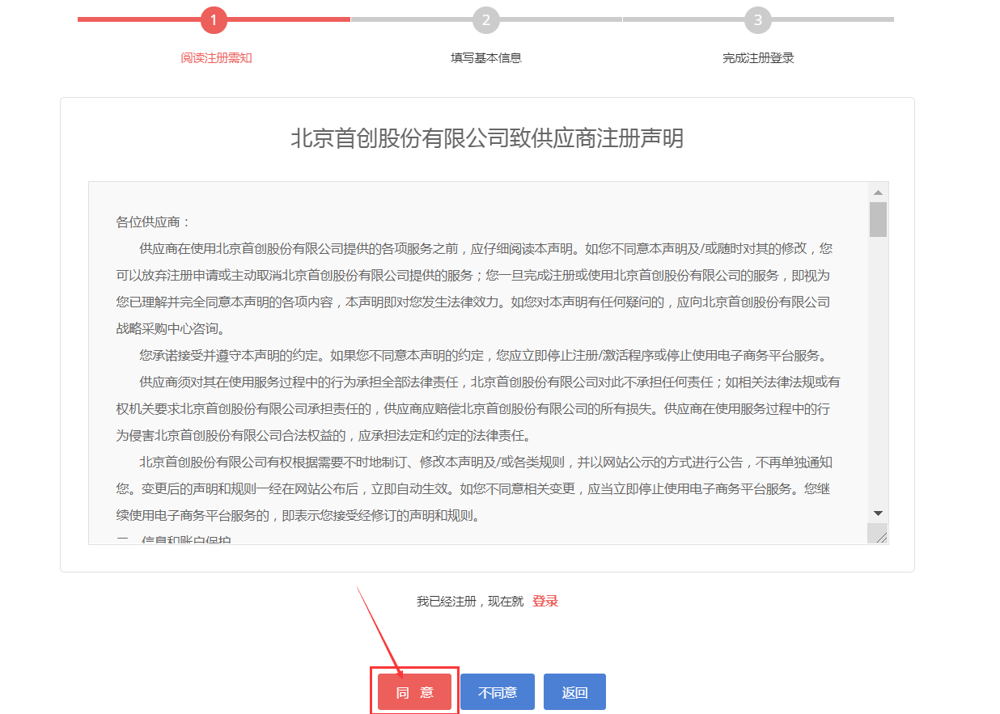 1
2
3
阅读注册需知
填写基本信息
完成注册登录
北京首创股份有限公司致供应商注册声明
各位供应商：
供应商在使用北京首创股份有限公司提供的各项服务之前，应仔细阅读本声明。如您不同意本声明及/或随时对其的修改，您
可以放弃注册申请或主动取消北京首创股份有限公司提供的服务；您一旦完成注册或使用北京首创股份有限公司的服务，即视为
您已理解并完全同意本声明的各项内容，本声明即对您发生法律效力。如您对本声明有任何疑问的，应向北京首创股份有限公司
战略采购中心咨询。
您承诺接受并遵守本声明的约定。如果您不同意本声明的约定，您应立即停止注册/激活程序或停止使用电子商务平台服务。
供应商须对其在使用服务过程中的行为承担全部法律责任，北京首创股份有限公司对此不承担任何责任；如相关法律法规或有
权机关要求北京首创股份有限公司承担责任的，供应商应赔偿北京首创股份有限公司的所有损失。供应商在使用服务过程中的行
为侵害北京首创股份有限公司合法权益的，应承担法定和约定的法律责任。
北京首创股份有限公司有权根据需要不时地制订、修改本声明及/或各类规则，并以网站公示的方式进行公告，不再单独通知
您。变更后的声明和规则一经在网站公布后，立即自动生效。如您不同意相关变更，应当立即停止使用电子商务平台服务。您继
续使用电子商务平台服务的，即表示您接受经修订的声明和规则。
二、信息和账户保护
我已经注册，现在就 登录
同 意
不同意
返回